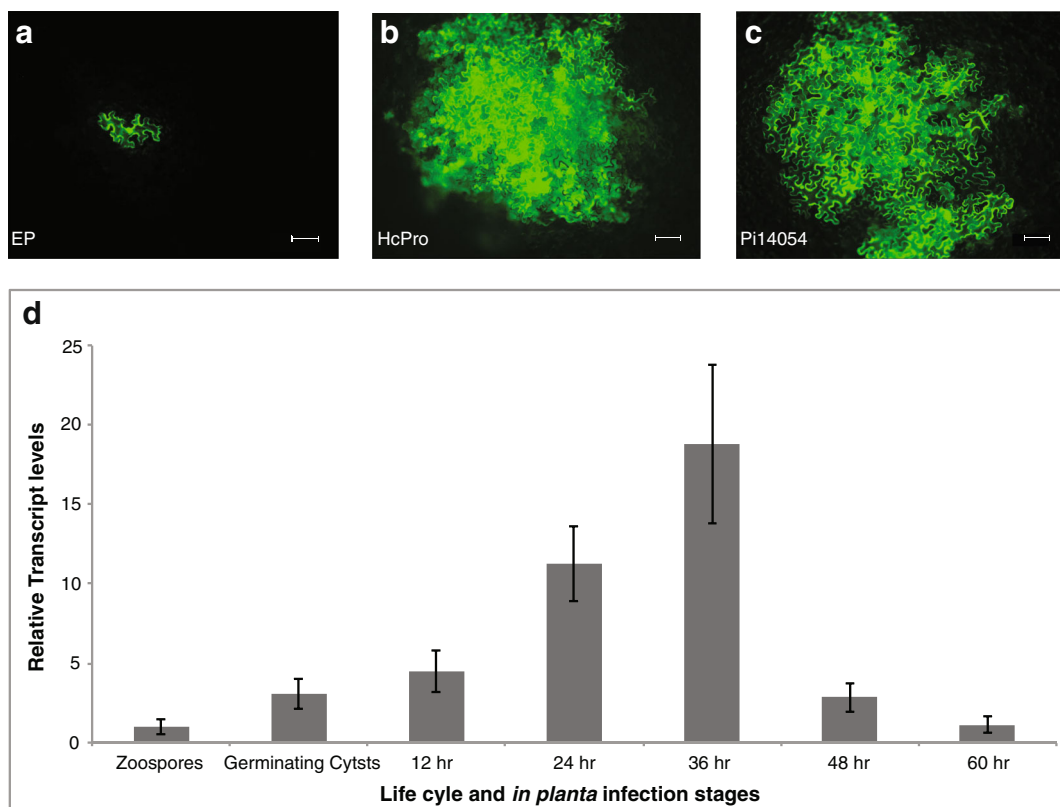 a
b
c
EP
HcPro
Pi14054
d
25
20
15
10
5
0
Relative Transcript levels
Zoospores
Germinating Cytsts
12 hr
24 hr
36 hr
48 hr
60 hr
Life cyle and in planta infection stages